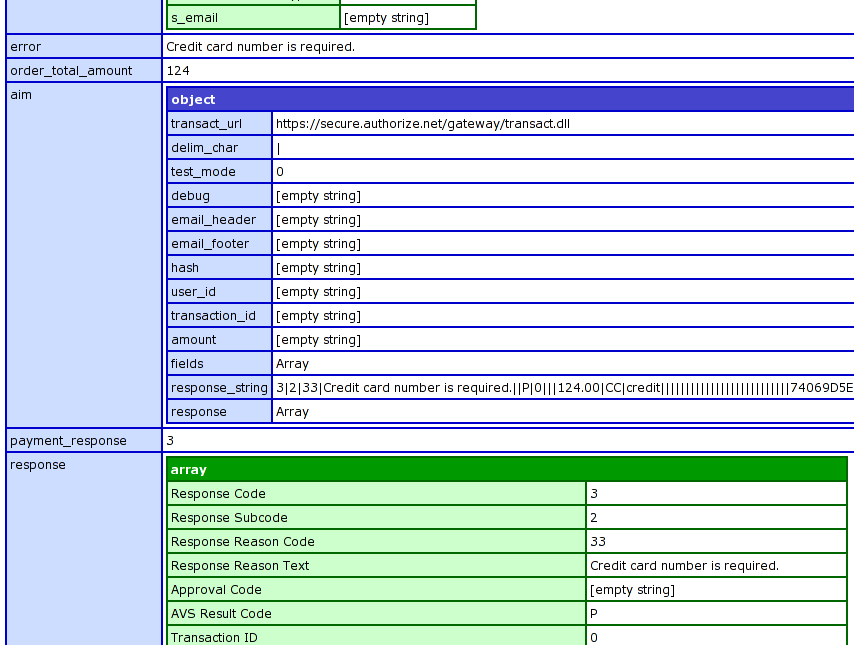 s_email [empty string]
error Credit card number is required.
order_total_amount 124
aim object
transact_url https://secure.authorize.net/gateway/transact.dll
delim_char |
test_mode 0
debug [empty string]
email_header [empty string]
email_footer [empty string]
hash [empty string]
user_id [empty string]
transaction_id [empty string]
amount [empty string]
fields Array
response_string 3|2|33|Credit card number is required.||P|0|||124.00|CC|credit||||||||||||||||||||||||||74069D5E
response Array
payment_response 3
response array
Response Code 3
Response Subcode 2
Response Reason Code 33
Response Reason Text Credit card number is required.
Approval Code [empty string]
AVS Result Code P
Transaction ID 0